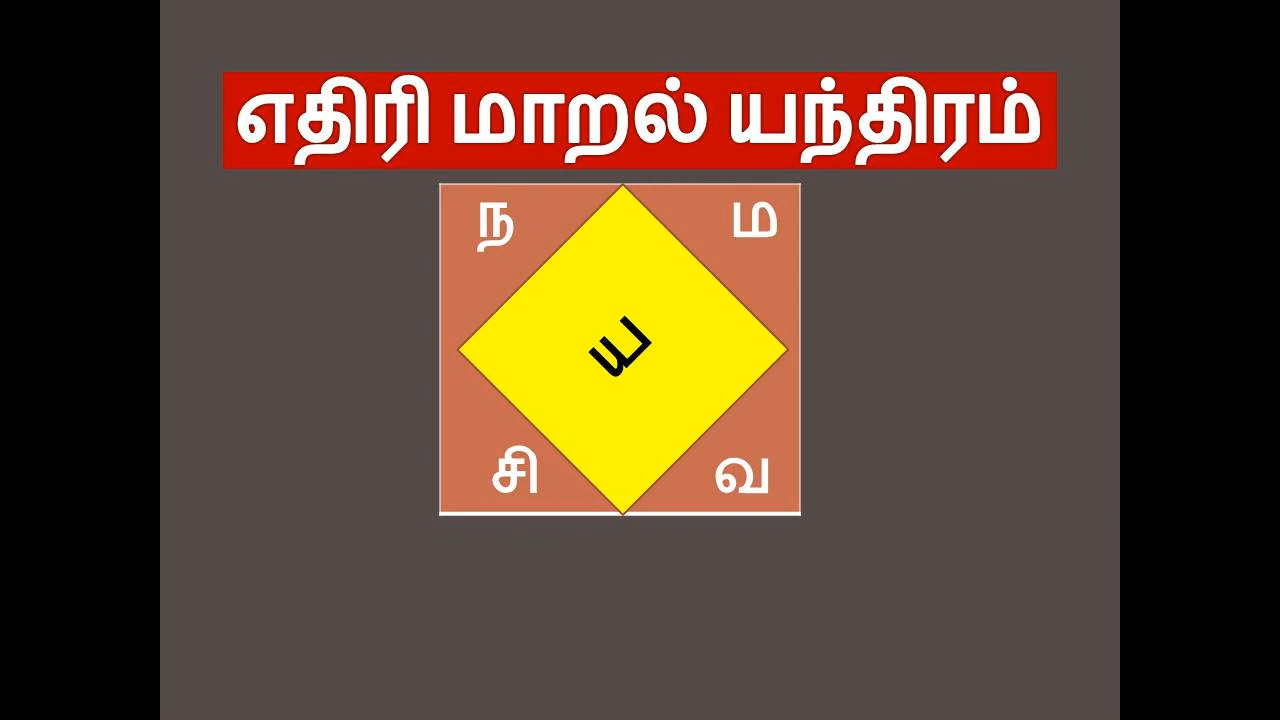 எதிரி மாறல் யந்திரம்
ந ம
ய
சி வ